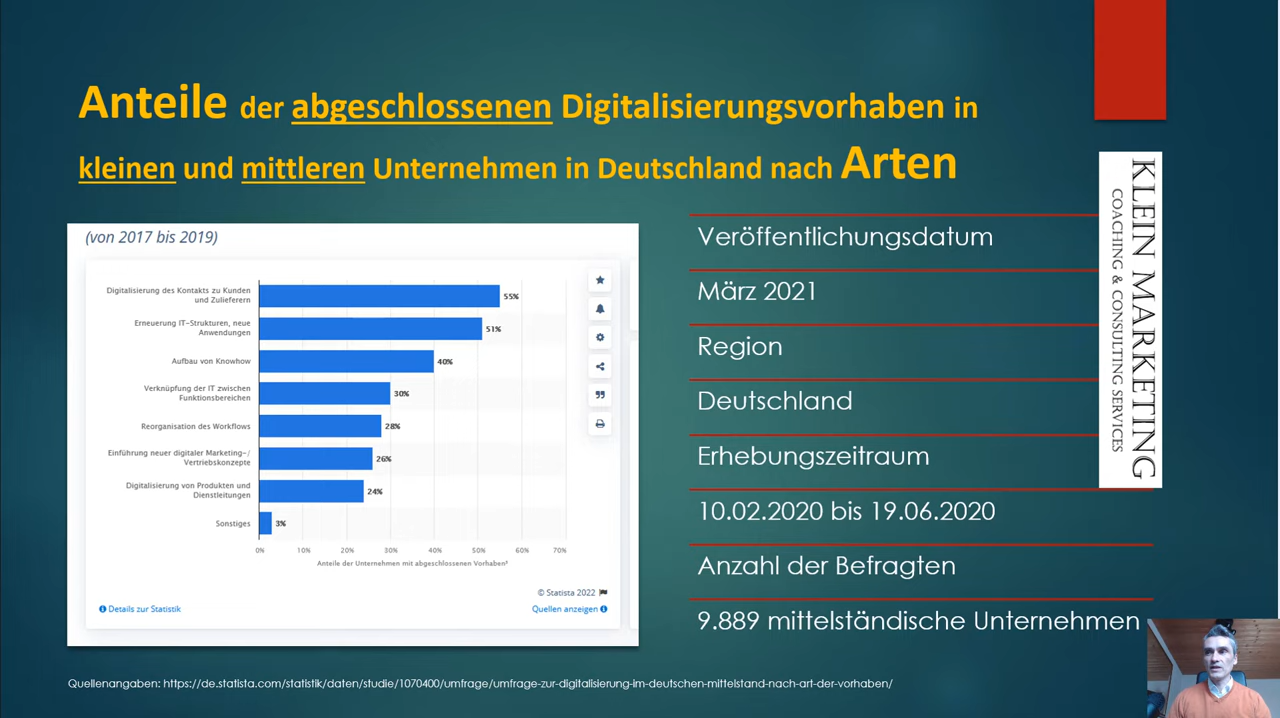 Anteile der abgeschlossenen Digitalisierungsvorhaben in
kleinen und mittleren Unternehmen in Deutschland nach Arten
(von 2017 bis 2019)
Digitalisierung des Kontakts zu Kunden
und Zulieferern
55%
Erneuerung IT-Strukturen, neue
Anwendungen
51%
Aufbau von Knowhow
40%
Verknüpfung der IT zwischen
Funktionsbereichen
30%
Reorganisation des Workflows
28%
Einführung neuer digitaler Marketing-/
Vertriebskonzepte
26%
Digitalisierung von Produkten und
Dienstleitungen
24%
Sonstiges
3%
0% 10% 20% 30% 40% 50% 60% 70%
Anteile der Unternehmen mit abgeschlossenen Vorhaben²
© Statista 2022
Details zur Statistik
Quellen anzeigen
Veröffentlichungsdatum
März 2021
Region
Deutschland
Erhebungszeitraum
10.02.2020 bis 19.06.2020
Anzahl der Befragten
9.889 mittelständische Unternehmen
KLEIN MARKETING
COACHING & CONSULTING SERVICES
Quellenangaben: https://de.statista.com/statistik/daten/studie/1070400/umfrage/umfrage-zur-digitalisierung-im-deutschen-mittelstand-nach-art-der-vorhaben/